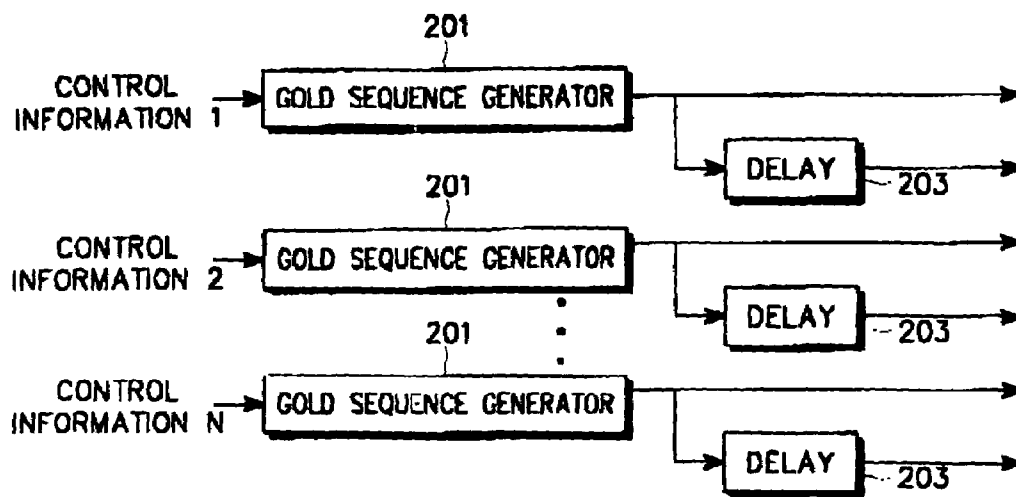 201
CONTROL
INFORMATION 1
GOLD SEQUENCE GENERATOR
DELAY
203
201
CONTROL
INFORMATION 2
GOLD SEQUENCE GENERATOR
DELAY
203
201
CONTROL
INFORMATION N
GOLD SEQUENCE GENERATOR
DELAY
203